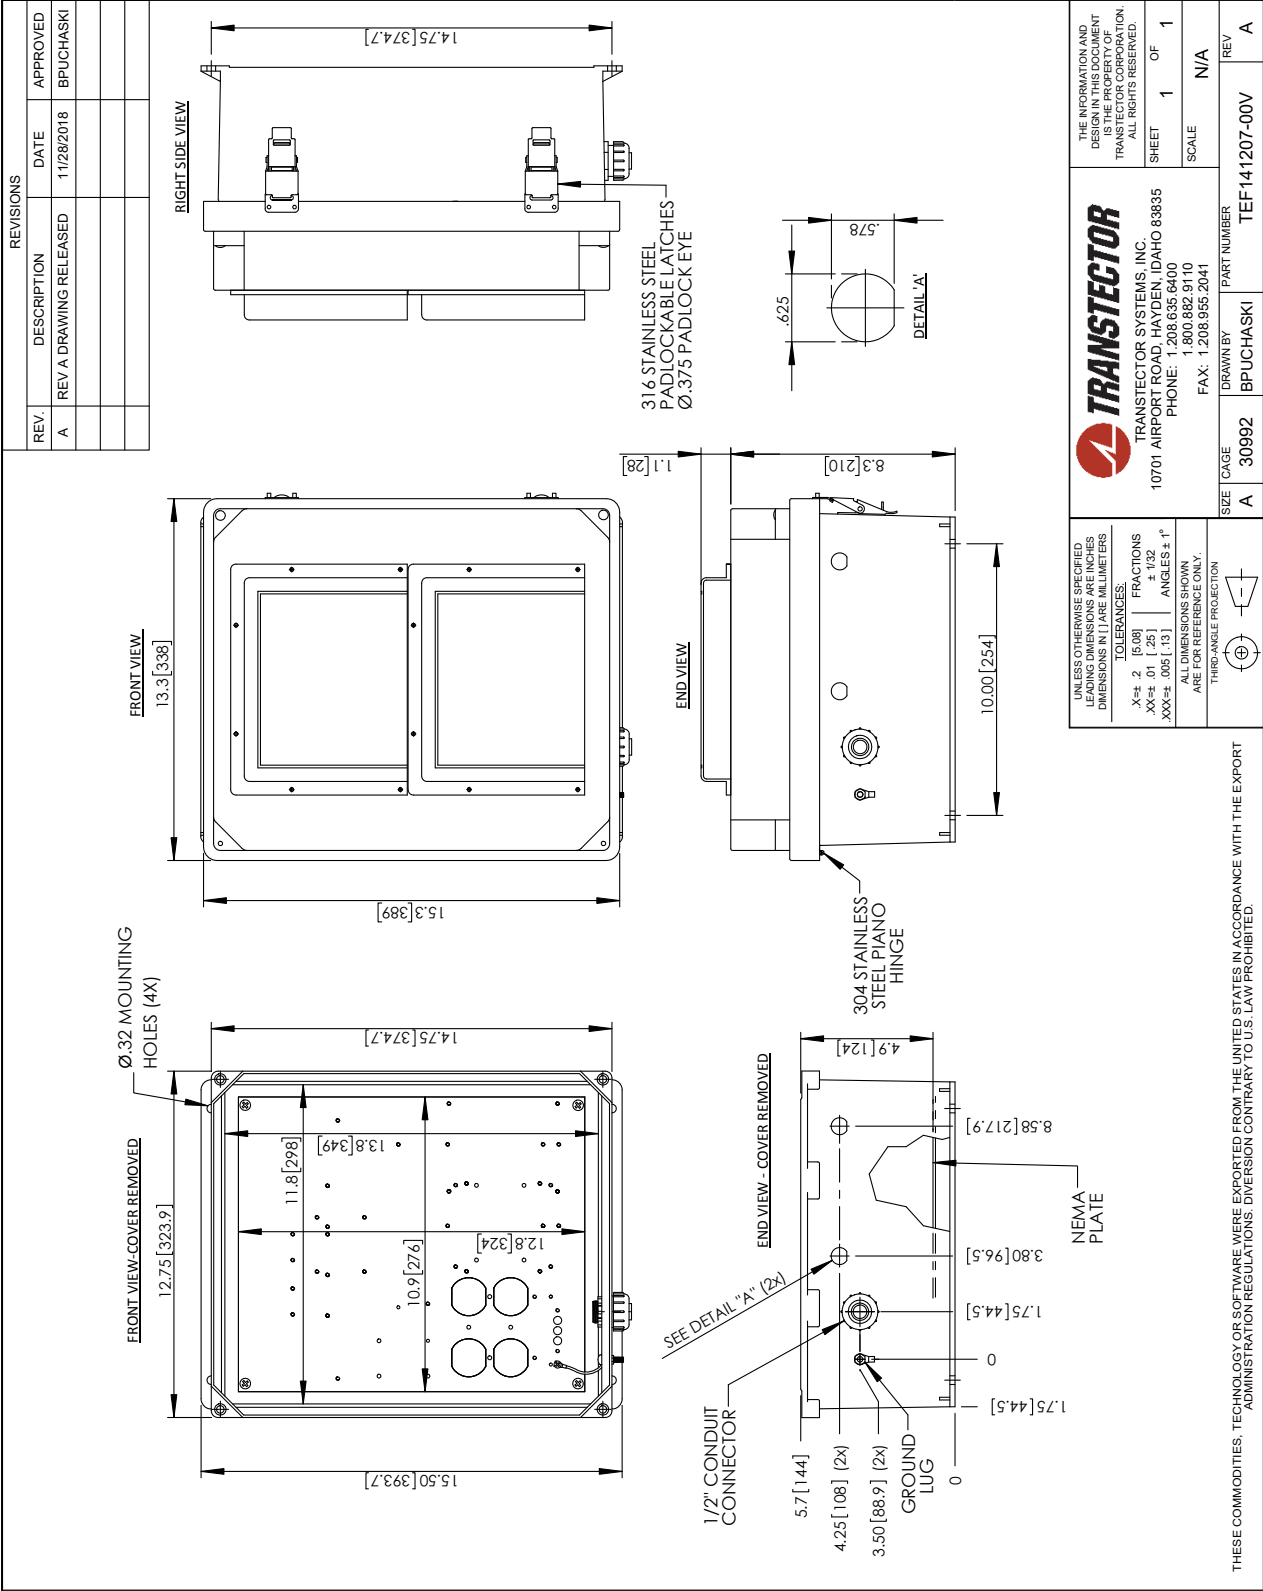 REVISIONS
REV. DESCRIPTION DATE APPROVED
A REV A DRAWING RELEASED 11/28/2018 BPUCHASKI
FRONT VIEW-COVER REMOVED
12.75 [323.9]
Ø.32 MOUNTING
HOLES (4X)
15.50 [393.7]
14.75 [374.7]
11.8 [298]
13.8 [349]
12.8 [324]
10.9 [276]
FRONT VIEW
13.3 [338]
15.3 [389]
RIGHT SIDE VIEW
14.75 [374.7]
316 STAINLESS STEEL
PADLOCKABLE LATCHES
Ø.375 PADLOCK EYE
END VIEW - COVER REMOVED
SEE DETAIL "A" (2x)
1/2" CONDUIT
CONNECTOR
5.7 [144]
4.25 [108] (2x)
3.50 [88.9] (2x)
GROUND
LUG
0
1.75 [44.5]
0
1.75 [44.5]
3.80 [96.5]
8.58 [217.9]
4.9 [124]
NEMA
PLATE
END VIEW
304 STAINLESS
STEEL PIANO
HINGE
10.00 [254]
1.1 [28]
8.3 [210]
.625
.578
DETAIL 'A'
UNLESS OTHERWISE SPECIFIED
LEADING DIMENSIONS ARE INCHES
DIMENSIONS IN [ ] ARE MILLIMETERS
TOLERANCES:
.X=± .2 [5.08] FRACTIONS
.XX=± .01 [ .25 ] ± 1/32
.XXX=± .005 [ .13 ] ANGLES ± 1°
ALL DIMENSIONS SHOWN
ARE FOR REFERENCE ONLY.
THIRD-ANGLE PROJECTION
TRANSTECTOR
TRANSTECTOR SYSTEMS, INC.
10701 AIRPORT ROAD, HAYDEN, IDAHO 83835
PHONE: 1.208.635.6400
1.800.882.9110
FAX: 1.208.955.2041
THE INFORMATION AND
DESIGN IN THIS DOCUMENT
IS THE PROPERTY OF
TRANSTECTOR CORPORATION.
ALL RIGHTS RESERVED.
SHEET 1 OF 1
SCALE N/A
SIZE A
CAGE 30992
DRAWN BY BPUCHASKI
PART NUMBER TEF141207-00V
REV A
THESE COMMODITIES, TECHNOLOGY OR SOFTWARE WERE EXPORTED FROM THE UNITED STATES IN ACCORDANCE WITH THE EXPORT
ADMINISTRATION REGULATIONS. DIVERSION CONTRARY TO U.S. LAW PROHIBITED.